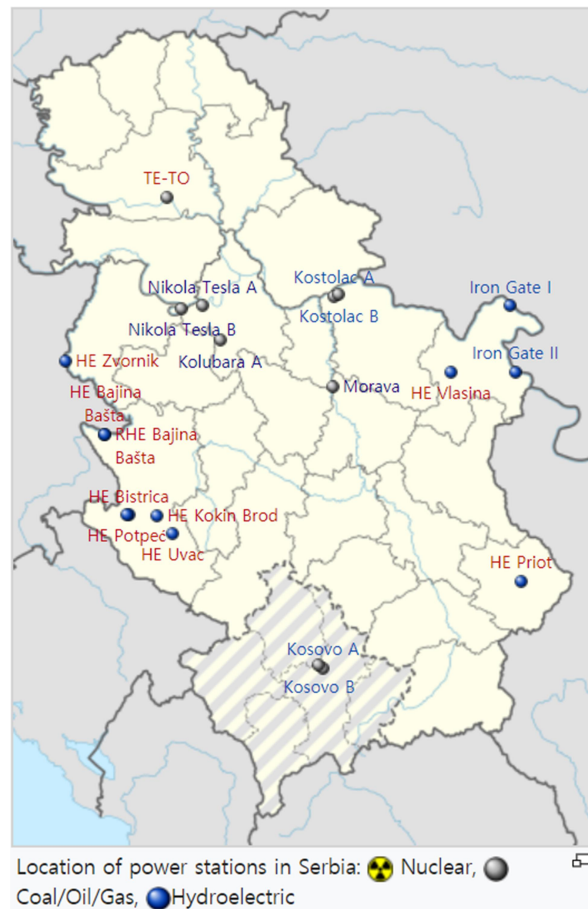 TE-TO
Nikola Tesla A
Kostolac A
Iron Gate I
Nikola Tesla B
Kostolac B
Kolubara A
Iron Gate II
HE Zvornik
Morava
HE Vlasina
HE Bajina
Bašta
RHE Bajina
Bašta
HE Bistrica
HE Kokin Brod
HE Potpeć
HE Uvac
HE Priot
Kosovo A
Kosovo B
Location of power stations in Serbia: Nuclear,
Coal/Oil/Gas, Hydroelectric